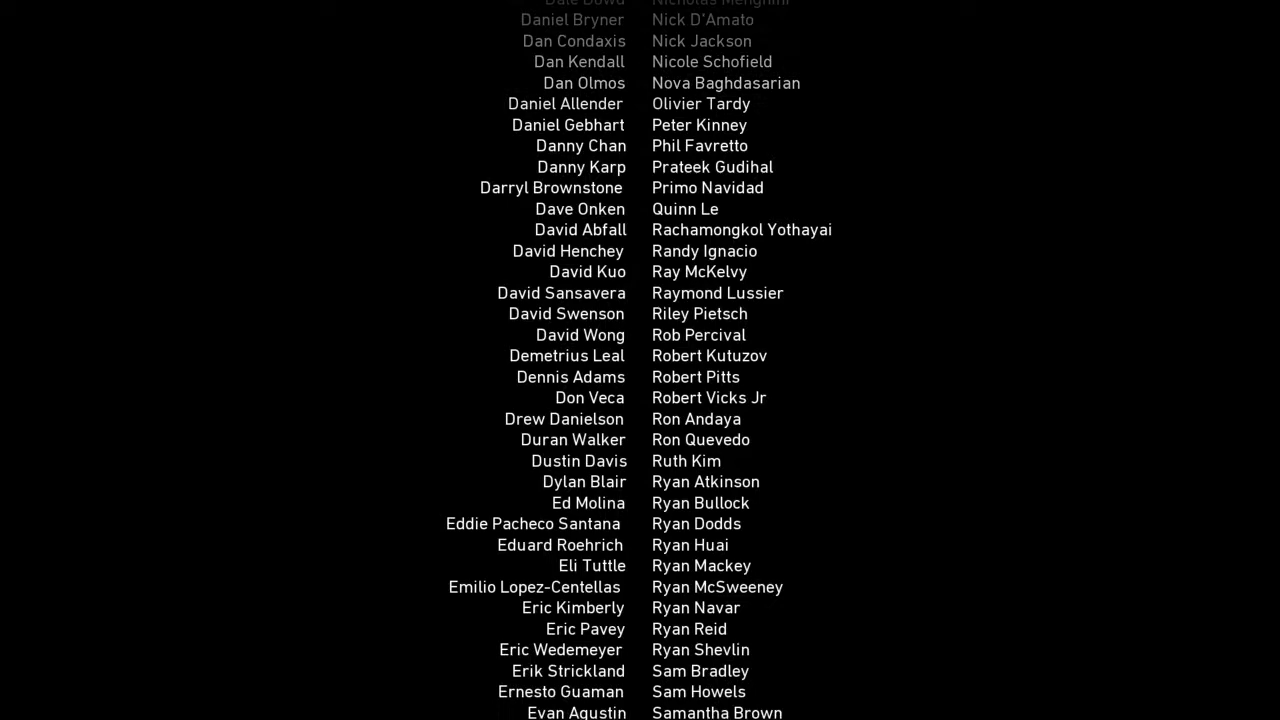 Dale Dowd Nicholas Menghini
Daniel Bryner Nick D'Amato
Dan Condaxis Nick Jackson
Dan Kendall Nicole Schofield
Dan Olmos Nova Baghdasarian
Daniel Allender Olivier Tardy
Daniel Gebhart Peter Kinney
Danny Chan Phil Favretto
Danny Karp Prateek Gudihal
Darryl Brownstone Primo Navidad
Dave Onken Quinn Le
David Abfall Rachamongkol Yothayai
David Henchey Randy Ignacio
David Kuo Ray McKelvy
David Sansavera Raymond Lussier
David Swenson Riley Pietsch
David Wong Rob Percival
Demetrius Leal Robert Kutuzov
Dennis Adams Robert Pitts
Don Veca Robert Vicks Jr
Drew Danielson Ron Andaya
Duran Walker Ron Quevedo
Dustin Davis Ruth Kim
Dylan Blair Ryan Atkinson
Ed Molina Ryan Bullock
Eddie Pacheco Santana Ryan Dodds
Eduard Roehrich Ryan Huai
Eli Tuttle Ryan Mackey
Emilio Lopez-Centellas Ryan McSweeney
Eric Kimberly Ryan Navar
Eric Pavey Ryan Reid
Eric Wedemeyer Ryan Shevlin
Erik Strickland Sam Bradley
Ernesto Guaman Sam Howels
Evan Agustin Samantha Brown